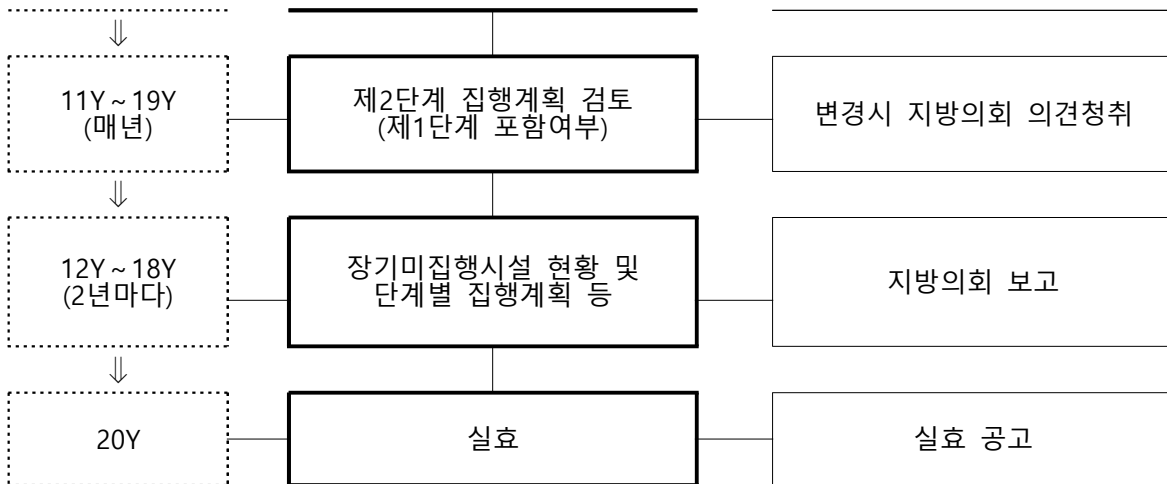 11Y ~ 19Y
(매년)
제2단계 집행계획 검토
(제1단계 포함여부)
변경시 지방의회 의견청취
12Y ~ 18Y
(2년마다)
장기미집행시설 현황 및
단계별 집행계획 등
지방의회 보고
20Y
실효
실효 공고